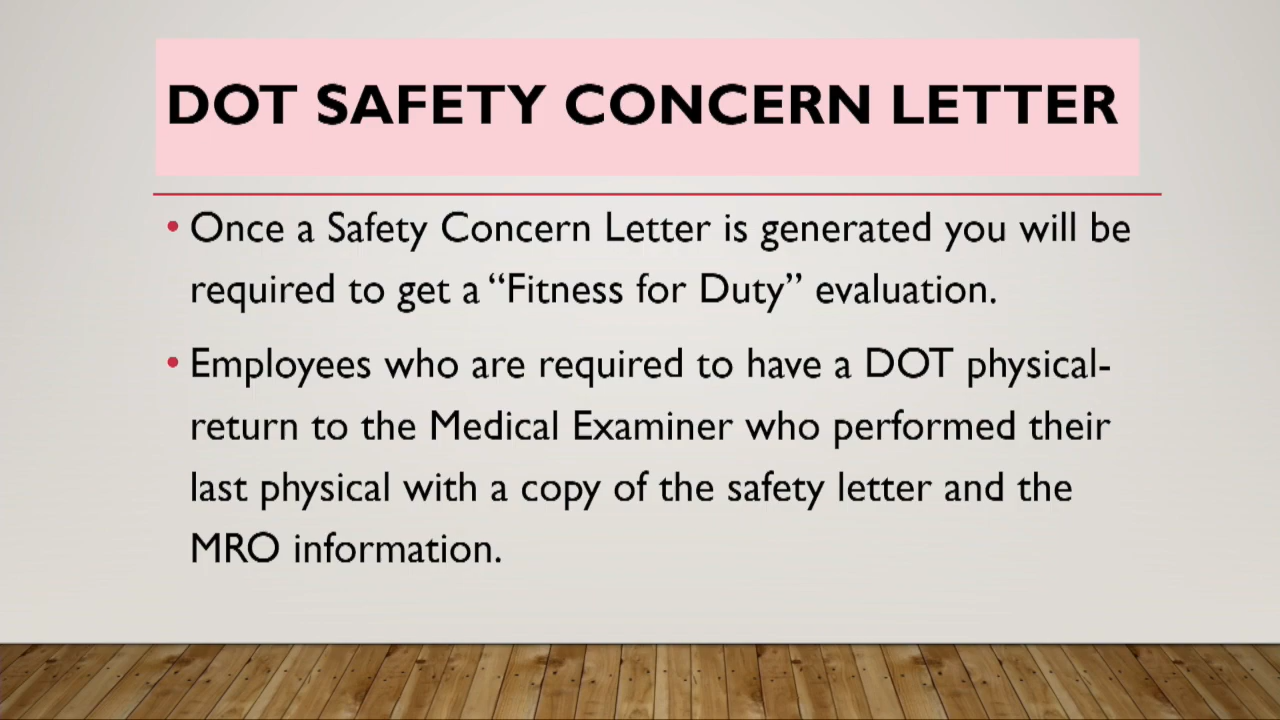 DOT SAFETY CONCERN LETTER
• Once a Safety Concern Letter is generated you will be
required to get a “Fitness for Duty” evaluation.
• Employees who are required to have a DOT physical-
return to the Medical Examiner who performed their
last physical with a copy of the safety letter and the
MRO information.